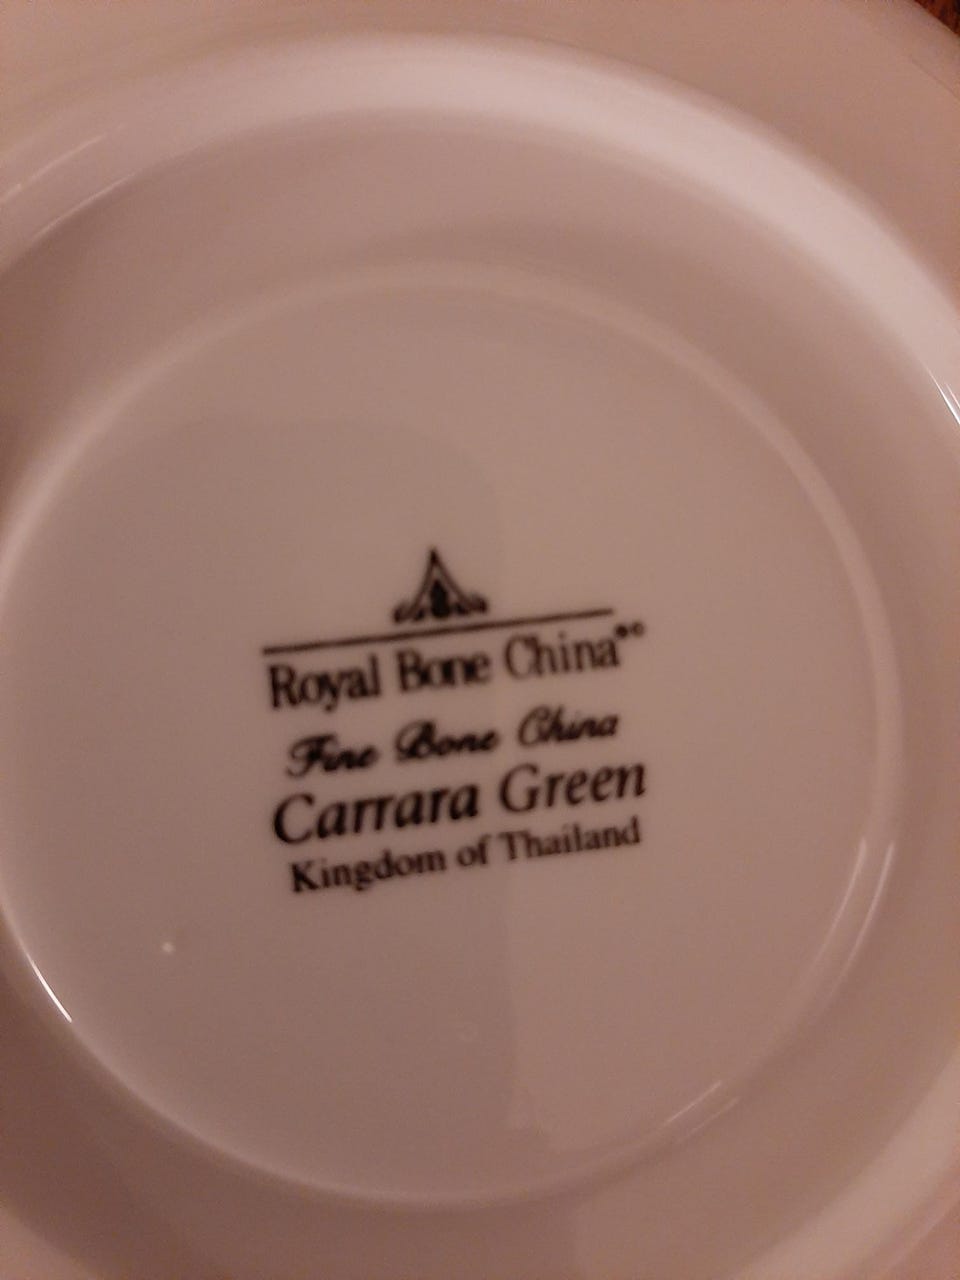 Royal Bone China
Fine Bone China
Carrara Green
Kingdom of Thailand